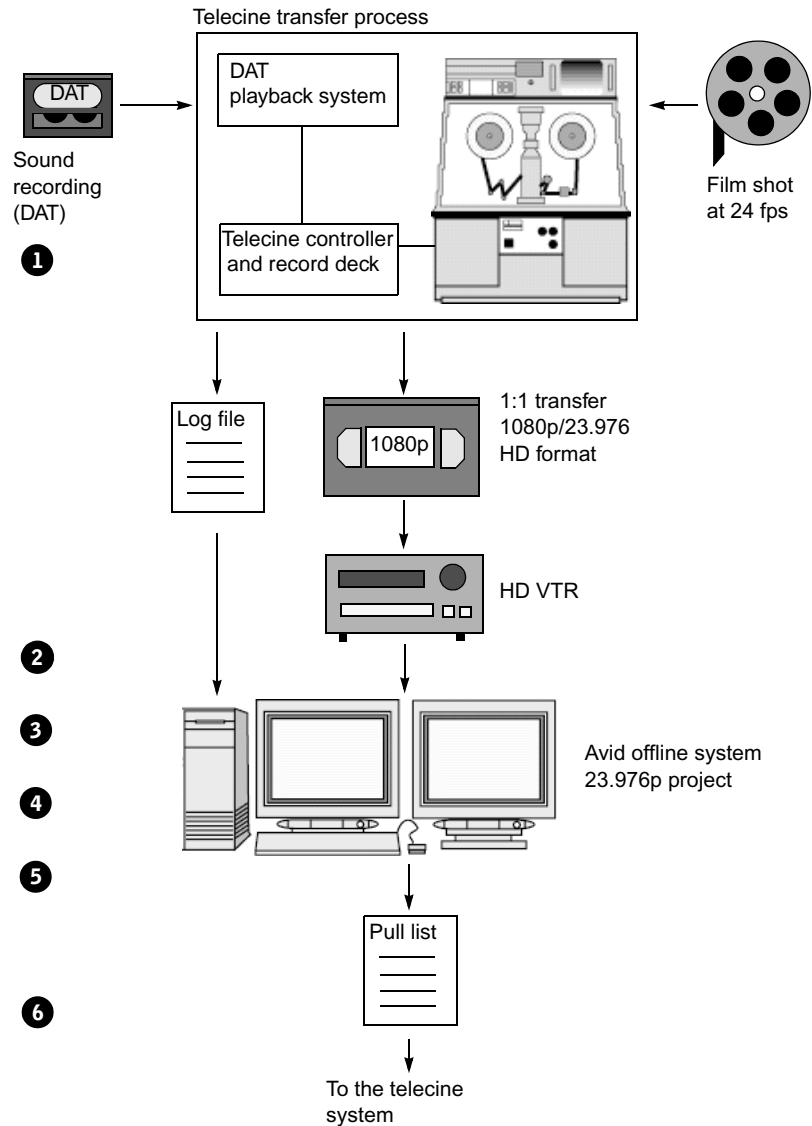 Telecine transfer process
DAT
Sound
recording
(DAT)
DAT
playback system
Telecine controller
and record deck
Film shot
at 24 fps
1
Log file
1080p
1:1 transfer
1080p/23.976
HD format
HD VTR
2
3
Avid offline system
23.976p project
4
5
Pull list
6
To the telecine
system